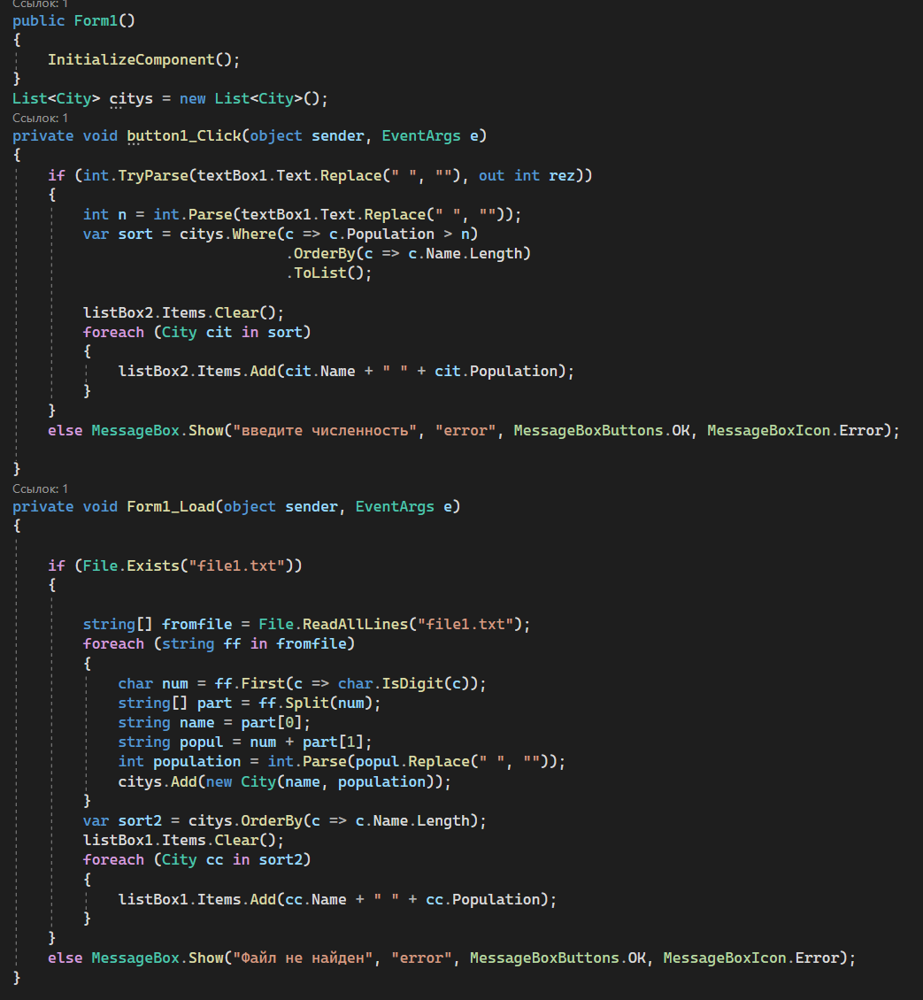 Ссылок: 1
public Form1()
{
    InitializeComponent();
}
List<City> citys = new List<City>();
Ссылок: 1
private void button1_Click(object sender, EventArgs e)
{
    if (int.TryParse(textBox1.Text.Replace(" ", ""), out int rez))
    {
        int n = int.Parse(textBox1.Text.Replace(" ", ""));
        var sort = citys.Where(c => c.Population > n)
                               .OrderBy(c => c.Name.Length)
                               .ToList();
        listBox2.Items.Clear();
        foreach (City cit in sort)
        {
            listBox2.Items.Add(cit.Name + " " + cit.Population);
        }
    }
    else MessageBox.Show("введите численность", "error", MessageBoxButtons.OK, MessageBoxIcon.Error);
}
Ссылок: 1
private void Form1_Load(object sender, EventArgs e)
{
    if (File.Exists("file1.txt"))
    {
        string[] fromfile = File.ReadAllLines("file1.txt");
        foreach (string ff in fromfile)
        {
            char num = ff.First(c => char.IsDigit(c));
            string[] part = ff.Split(num);
            string name = part[0];
            string popul = num + part[1];
            int population = int.Parse(popul.Replace(" ", ""));
            citys.Add(new City(name, population));
        }
        var sort2 = citys.OrderBy(c => c.Name.Length);
        listBox1.Items.Clear();
        foreach (City cc in sort2)
        {
            listBox1.Items.Add(cc.Name + " " + cc.Population);
        }
    }
    else MessageBox.Show("Файл не найден", "error", MessageBoxButtons.OK, MessageBoxIcon.Error);
}